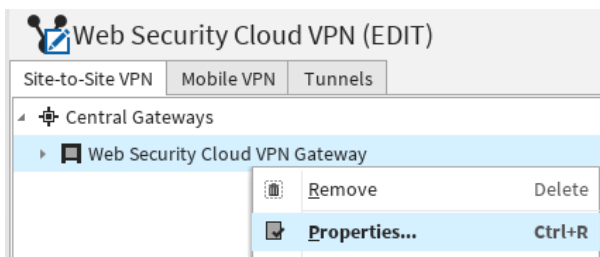 Web Security Cloud VPN (EDIT)
Site-to-Site VPN Mobile VPN Tunnels
Central Gateways
Web Security Cloud VPN Gateway
Remove Delete
Properties... Ctrl+R